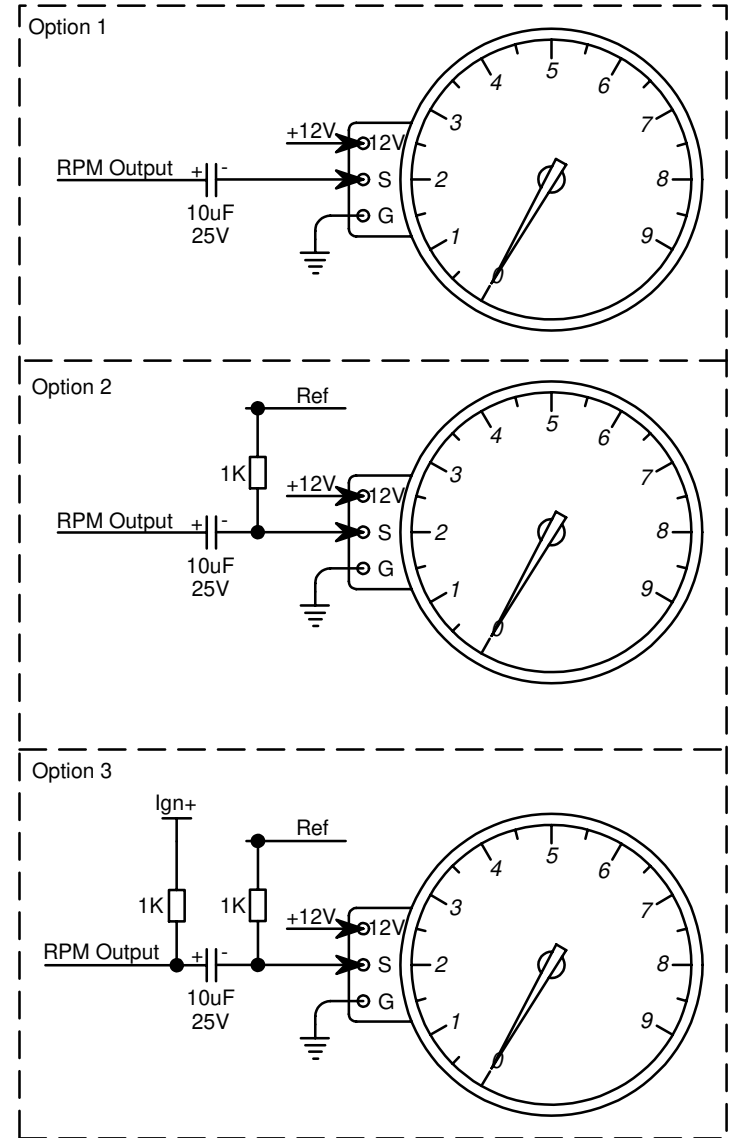 Option 1
4 5 6
3 7
+12V 12V
RPM Output + - S 2 8
10uF G
25V 1 9
0
Option 2
Ref
4 5 6
1K 3 7
+12V 12V
RPM Output + - S 2 8
10uF G
25V 1 9
0
Option 3
Ign+
Ref
4 5 6
1K 1K 3 7
+12V 12V
RPM Output + - S 2 8
10uF G
25V 1 9
0